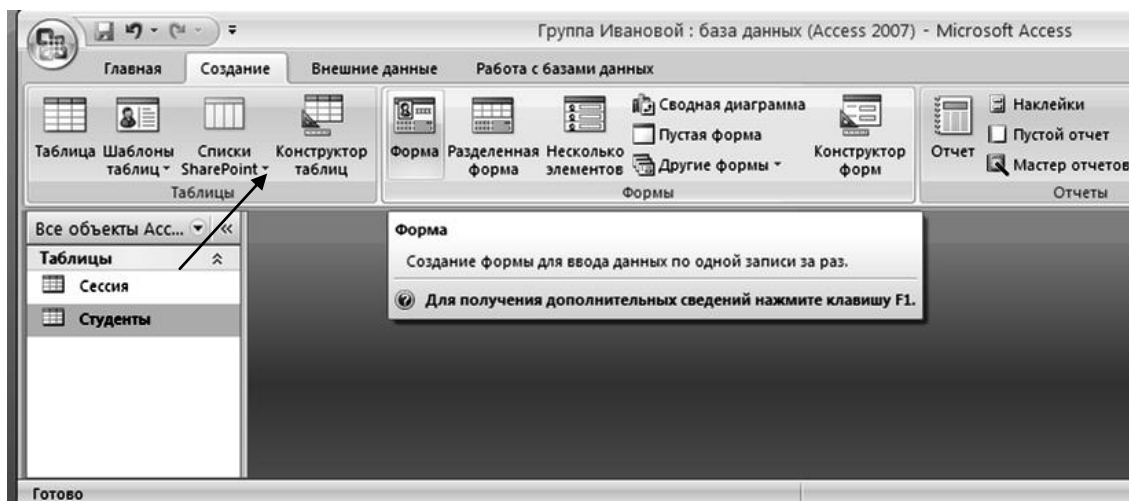 Группа Ивановой : база данных (Access 2007) - Microsoft Access
Главная Создание Внешние данные Работа с базами данных
Таблица
Шаблоны
таблиц
Списки
SharePoint
Конструктор
таблиц
Таблицы
Форма
Разделенная
форма
Несколько
элементов
Сводная диаграмма
Пустая форма
Другие формы
Конструктор
форм
Формы
Отчет
Наклейки
Пустой отчет
Мастер отчетов
Отчеты
Все объекты Acc...
Таблицы
Сессия
Студенты
Форма
Создание формы для ввода данных по одной записи за раз.
Для получения дополнительных сведений нажмите клавишу F1.
Готово